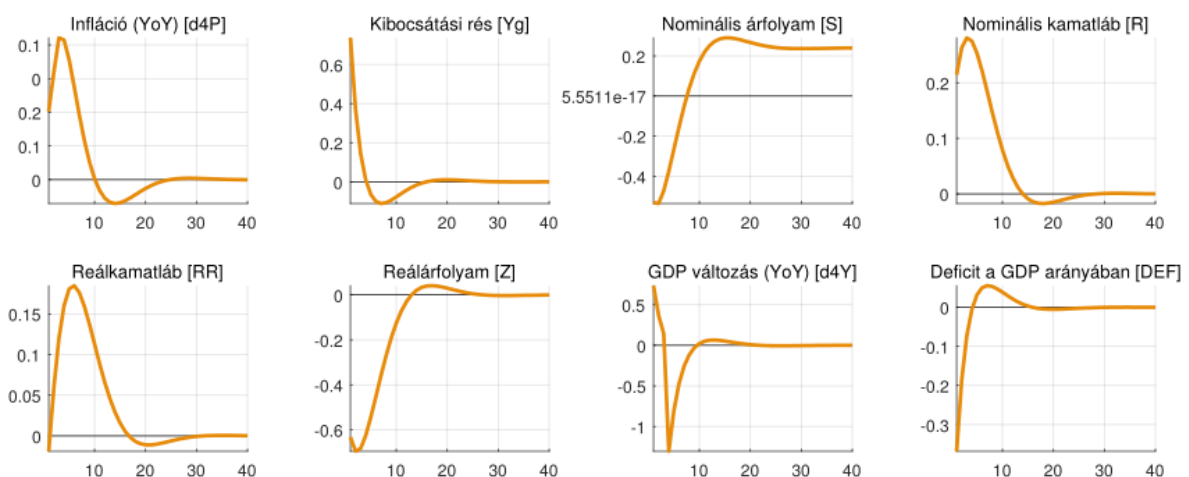 Infláció (YoY) [d4P]
0.1
0
0.2
0.1
0
10 20 30 40
Kibocsátási rés [Yg]
0.6
0.4
0.2
0
10 20 30 40
Nominális árfolyam [S]
0.2
5.5511e-17
-0.2
-0.4
10 20 30 40
Nominális kamatláb [R]
0.2
0.1
0
10 20 30 40
Reálkamatláb [RR]
0.15
0.1
0.05
0
10 20 30 40
Reálárfolyam [Z]
0
-0.2
-0.4
-0.6
10 20 30 40
GDP változás (YoY) [d4Y]
0.5
0
-0.5
-1
10 20 30 40
Deficit a GDP arányában [DEF]
0
-0.1
-0.2
-0.3
10 20 30 40